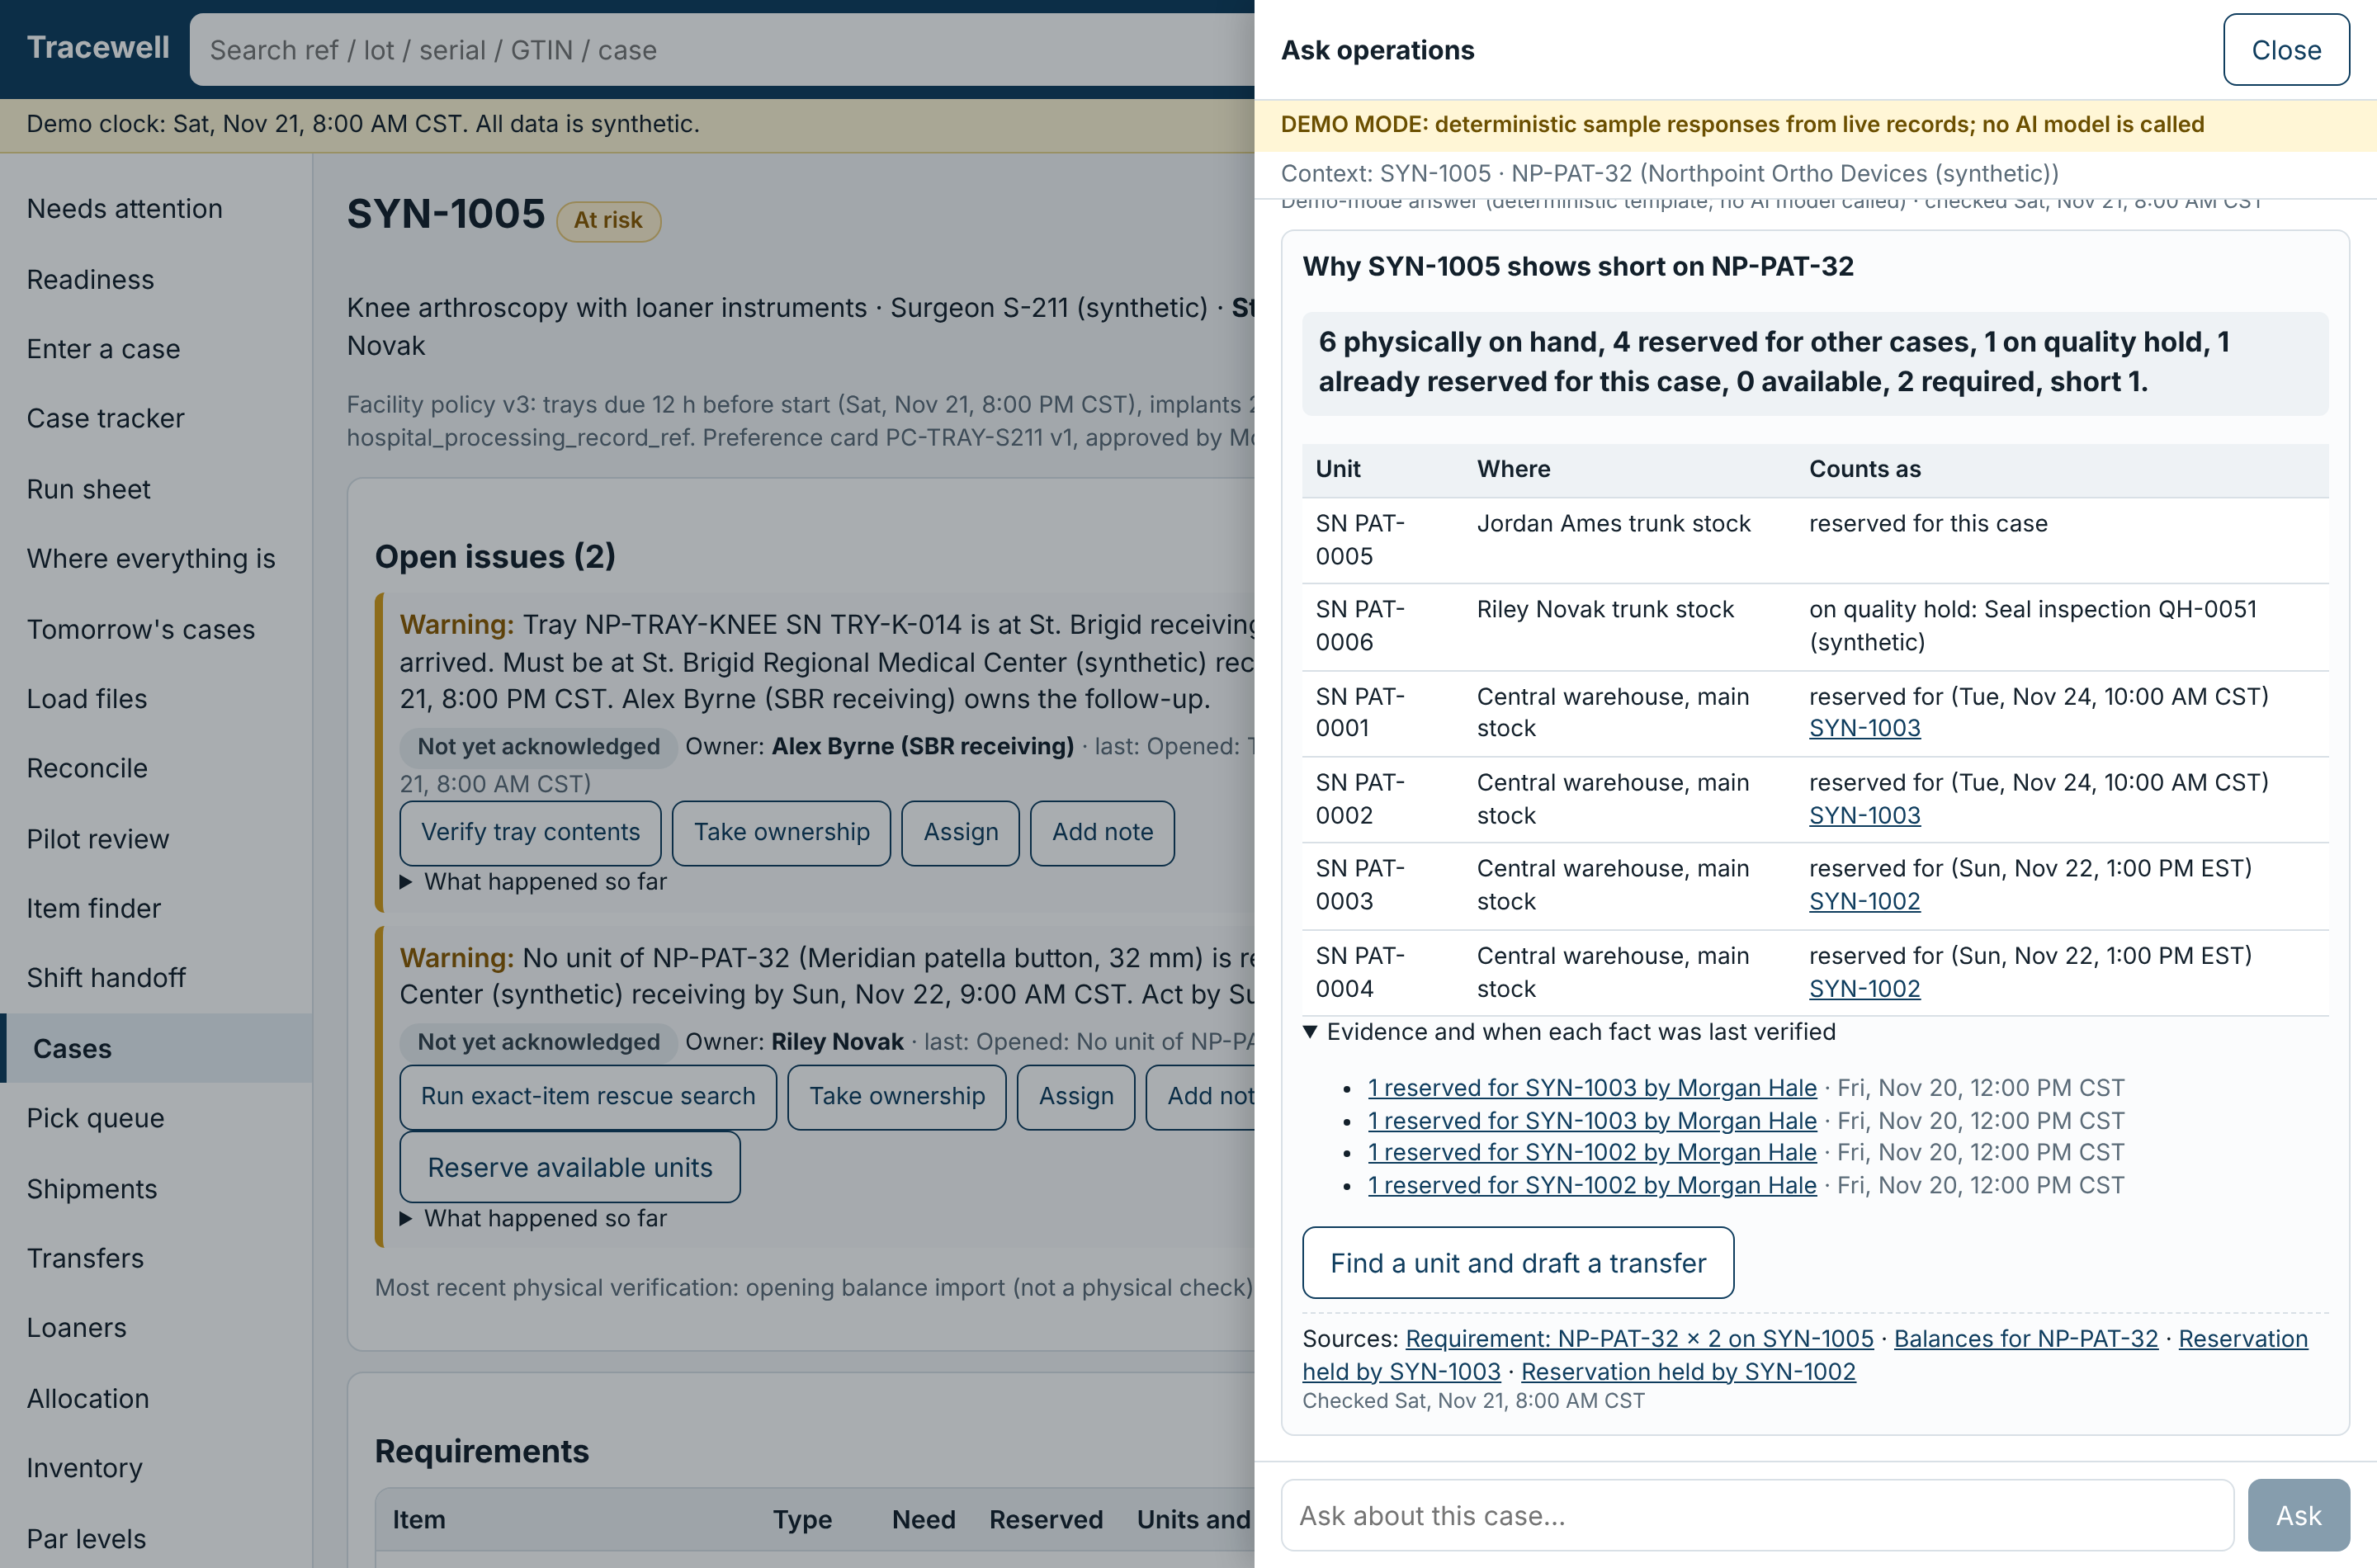 Tracewell
Search ref / lot / serial / GTIN / case
Demo clock: Sat, Nov 21, 8:00 AM CST. All data is synthetic.
Needs attention
Readiness
Enter a case
Case tracker
Run sheet
Where everything is
Tomorrow's cases
Load files
Reconcile
Pilot review
Item finder
Shift handoff
Cases
Pick queue
Shipments
Transfers
Loaners
Allocation
Inventory
Par levels
SYN-1005 At risk
Knee arthroscopy with loaner instruments · Surgeon S-211 (synthetic) ·
Novak
Facility policy v3: trays due 12 h before start (Sat, Nov 21, 8:00 PM CST), implants
hospital_processing_record_ref. Preference card PC-TRAY-S211 v1, approved by
Open issues (2)
Warning: Tray NP-TRAY-KNEE SN TRY-K-014 is at St. Brigid receiving
arrived. Must be at St. Brigid Regional Medical Center (synthetic)
21, 8:00 PM CST. Alex Byrne (SBR receiving) owns the follow-up.
Not yet acknowledged Owner: Alex Byrne (SBR receiving) · last: Opened:
21, 8:00 AM CST)
Verify tray contents Take ownership Assign Add note
▶ What happened so far
Warning: No unit of NP-PAT-32 (Meridian patella button, 32 mm) is
Center (synthetic) receiving by Sun, Nov 22, 9:00 AM CST. Act by
Not yet acknowledged Owner: Riley Novak · last: Opened: No unit of
Run exact-item rescue search Take ownership Assign Add
Reserve available units
▶ What happened so far
Most recent physical verification: opening balance import (not a physical check)
Requirements
Item Type Need Reserved Units and
Ask operations
Close
DEMO MODE: deterministic sample responses from live records; no AI model is called
Context: SYN-1005 · NP-PAT-32 (Northpoint Ortho Devices (synthetic))
Demo-mode answer (deterministic template, no AI model called) · checked Sat, Nov 21, 8:00 AM CST
Why SYN-1005 shows short on NP-PAT-32
6 physically on hand, 4 reserved for other cases, 1 on quality hold, 1
already reserved for this case, 0 available, 2 required, short 1.
Unit Where Counts as
SN PAT-
0005
Jordan Ames trunk stock
reserved for this case
SN PAT-
0006
Riley Novak trunk stock
on quality hold: Seal inspection QH-0051
(synthetic)
SN PAT-
0001
Central warehouse, main
stock
reserved for (Tue, Nov 24, 10:00 AM CST)
SYN-1003
SN PAT-
0002
Central warehouse, main
stock
reserved for (Tue, Nov 24, 10:00 AM CST)
SYN-1003
SN PAT-
0003
Central warehouse, main
stock
reserved for (Sun, Nov 22, 1:00 PM EST)
SYN-1002
SN PAT-
0004
Central warehouse, main
stock
reserved for (Sun, Nov 22, 1:00 PM EST)
SYN-1002
▼ Evidence and when each fact was last verified
• 1 reserved for SYN-1003 by Morgan Hale · Fri, Nov 20, 12:00 PM CST
• 1 reserved for SYN-1003 by Morgan Hale · Fri, Nov 20, 12:00 PM CST
• 1 reserved for SYN-1002 by Morgan Hale · Fri, Nov 20, 12:00 PM CST
• 1 reserved for SYN-1002 by Morgan Hale · Fri, Nov 20, 12:00 PM CST
Find a unit and draft a transfer
Sources: Requirement: NP-PAT-32 × 2 on SYN-1005 · Balances for NP-PAT-32 · Reservation
held by SYN-1003 · Reservation held by SYN-1002
Checked Sat, Nov 21, 8:00 AM CST
Ask about this case...
Ask